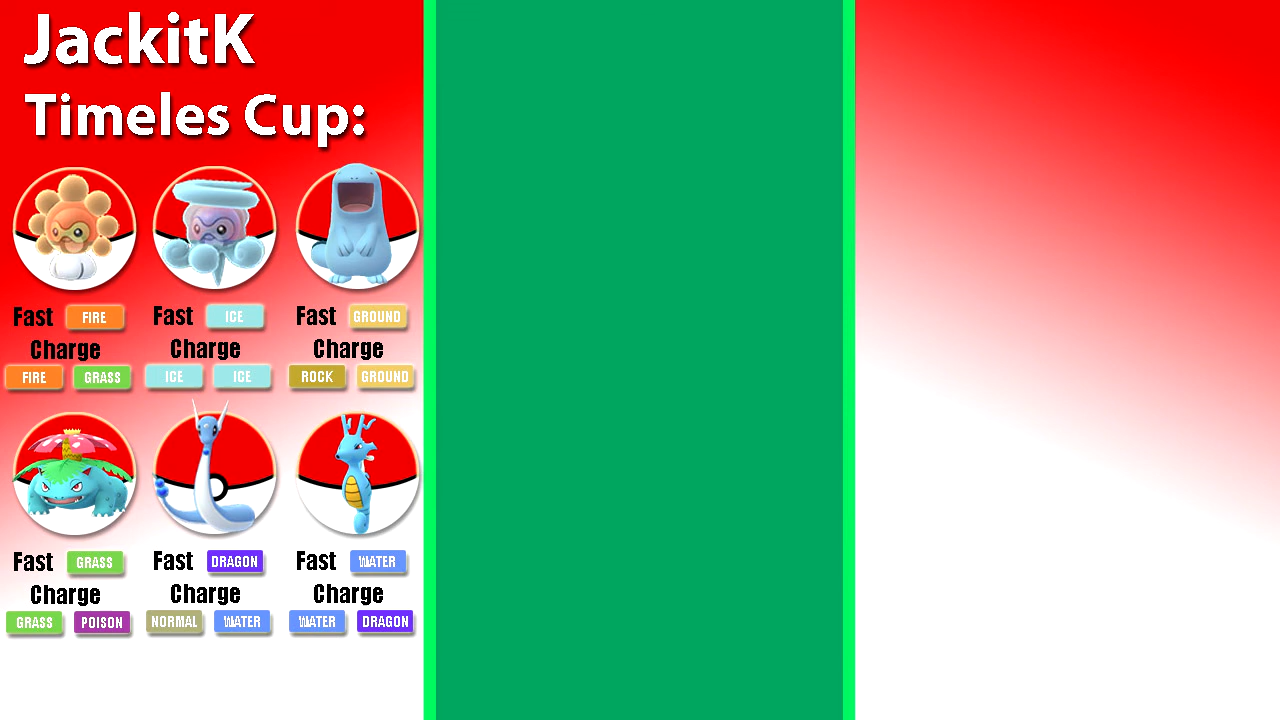 JackitK
Timeles Cup:
Fast FIRE Fast ICE Fast GROUND
Charge Charge Charge
FIRE GRASS ICE ICE ROCK GROUND
Fast GRASS Fast DRAGON Fast WATER
Charge Charge Charge
GRASS POISON NORMAL WATER WATER DRAGON